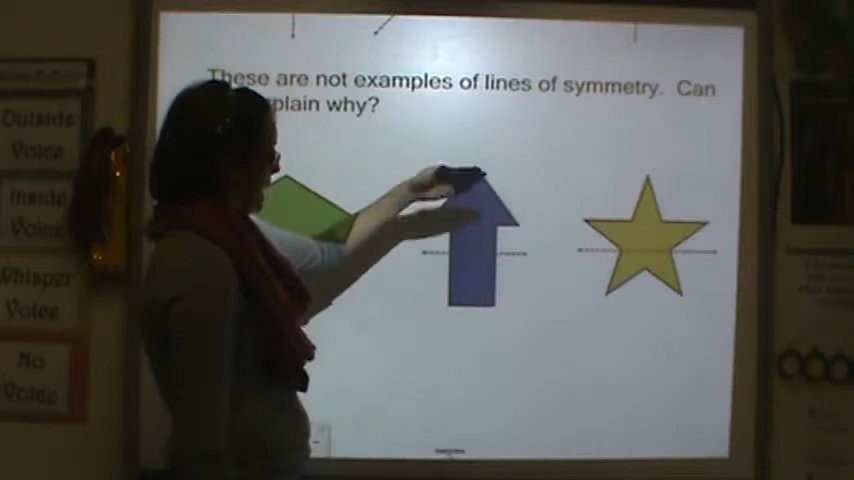 These are not examples of lines of symmetry. Can
plain why?
Outside
Voice
Inside
Voice
Whisper
Voice
No
Voice